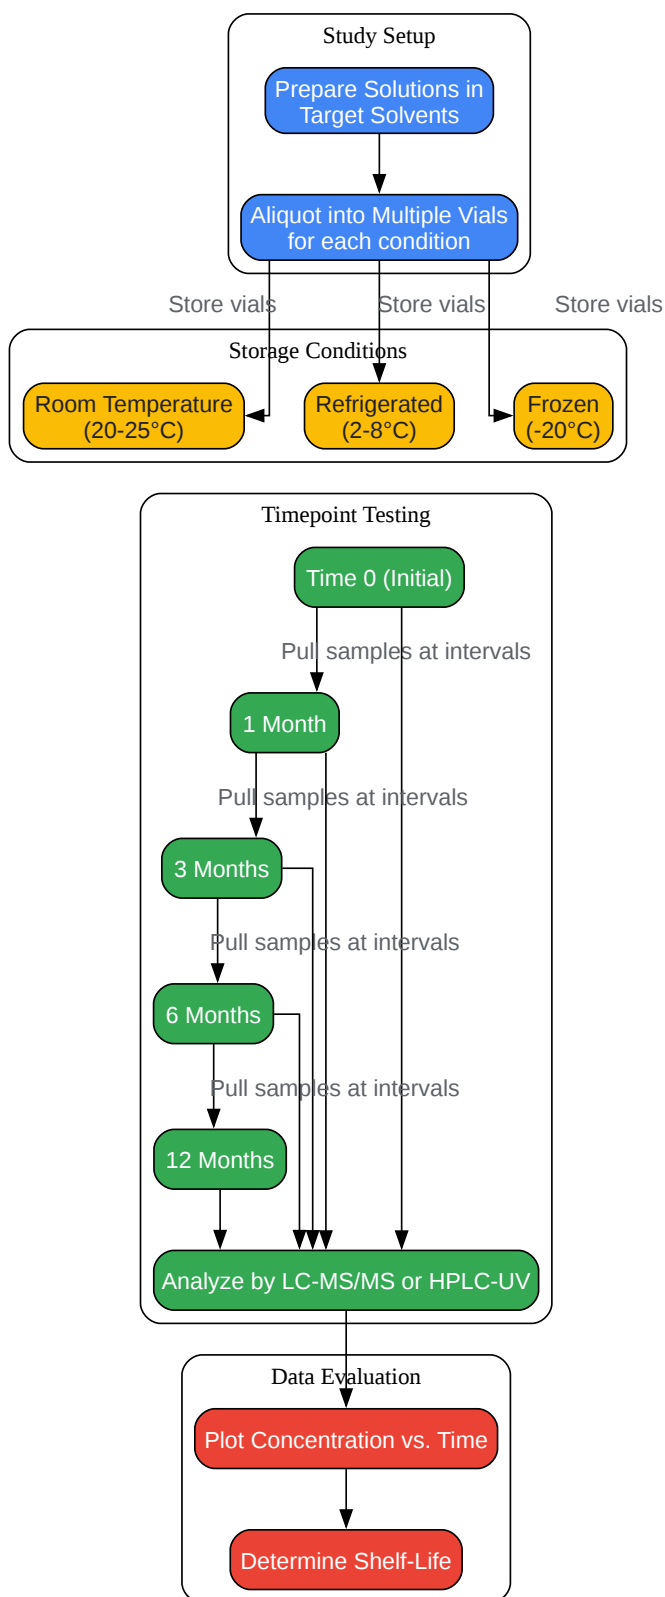 Study Setup
Prepare Solutions in
Target Solvents
Aliquot into Multiple Vials
for each condition
Store vials
Store vials
Store vials
Storage Conditions
Room Temperature
(20-25°C)
Refrigerated
(2-8°C)
Frozen
(-20°C)
Timepoint Testing
Time 0 (Initial)
Pull samples at intervals
1 Month
Pull samples at intervals
3 Months
Pull samples at intervals
6 Months
Pull samples at intervals
12 Months
Analyze by LC-MS/MS or HPLC-UV
Data Evaluation
Plot Concentration vs. Time
Determine Shelf-Life